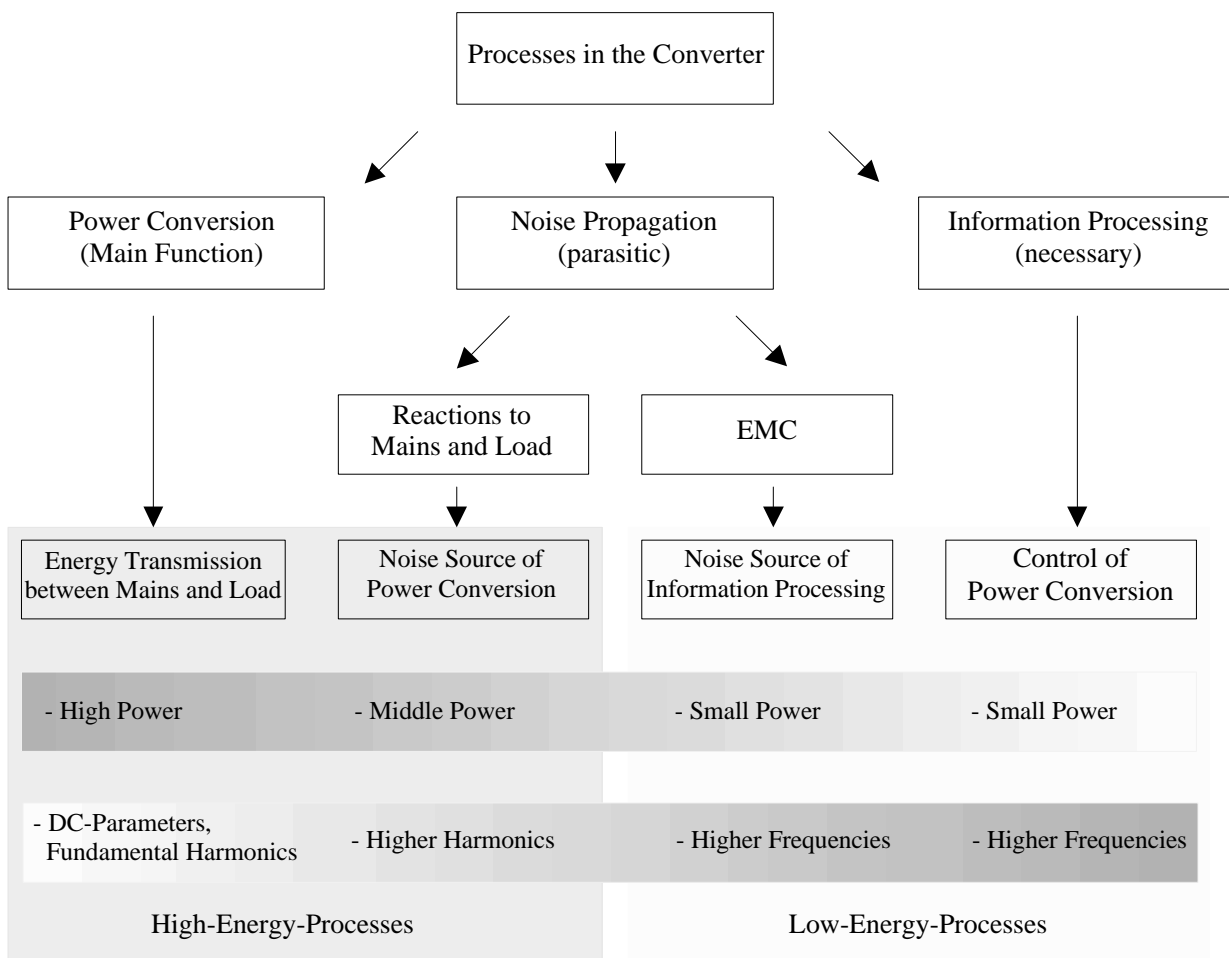 Processes in the Converter
Power Conversion
(Main Function)
Noise Propagation
(parasitic)
Information Processing
(necessary)
Reactions to
Mains and Load
EMC
Energy Transmission
between Mains and Load
Noise Source of
Power Conversion
Noise Source of
Information Processing
Control of
Power Conversion
- High Power
- Middle Power
- Small Power
- Small Power
- DC-Parameters,
Fundamental Harmonics
- Higher Harmonics
- Higher Frequencies
- Higher Frequencies
High-Energy-Processes
Low-Energy-Processes